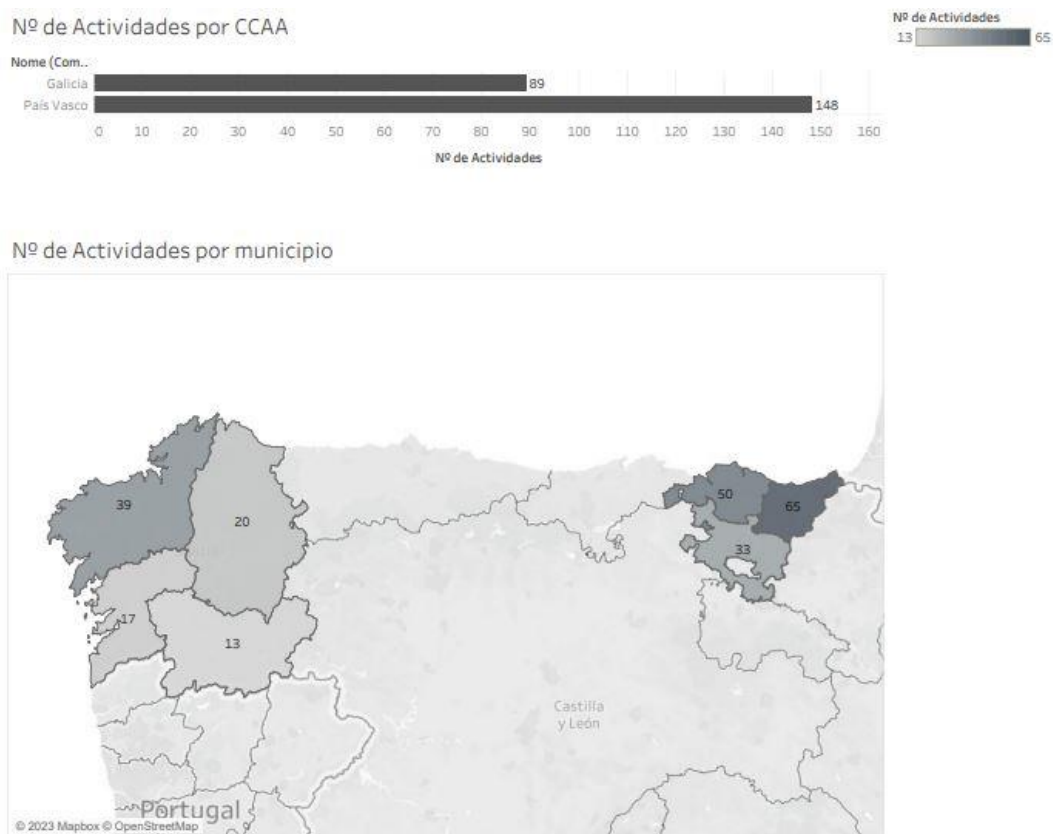 Nº de Actividades por CCAA
Nº de Actividades
13 65
Nome (Com..
Galicia 89
País Vasco 148
0 10 20 30 40 50 60 70 80 90 100 110 120 130 140 150 160
Nº de Actividades
Nº de Actividades por municipio
39
20
50
65
33
17
13
Castilla
y León
Portugal
© 2023 Mapbox © OpenStreetMap